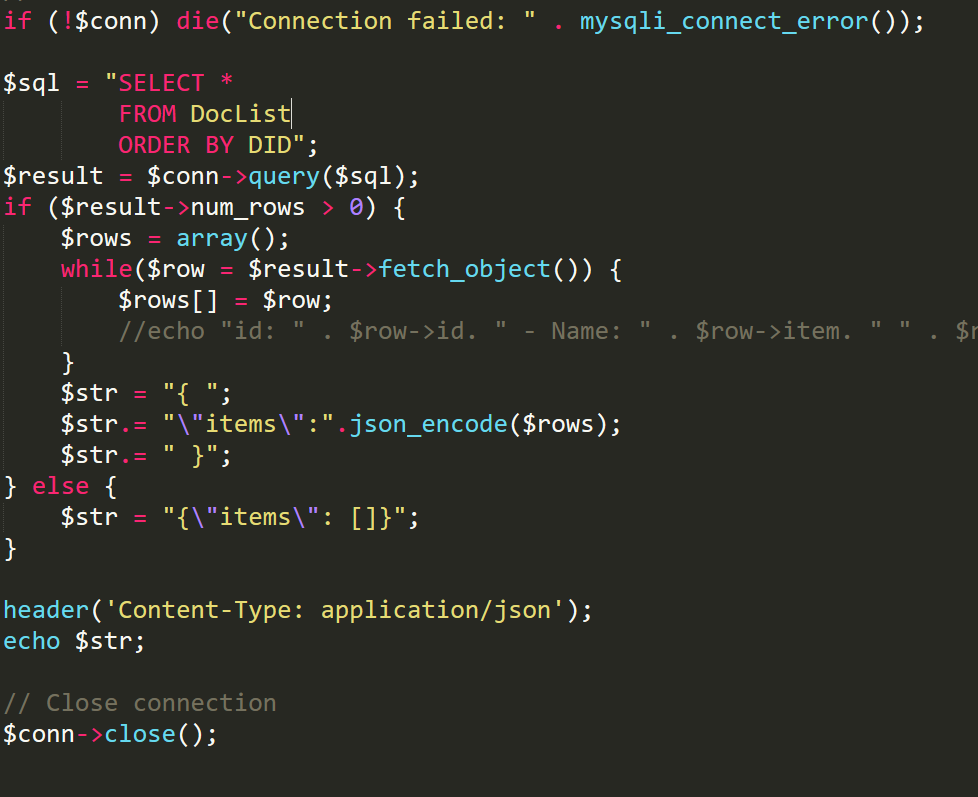 if (!$conn) die("Connection failed: " . mysqli_connect_error());
$sql = "SELECT *
FROM DocList
ORDER BY DID";
$result = $conn->query($sql);
if ($result->num_rows > 0) {
$rows = array();
while($row = $result->fetch_object()) {
$rows[] = $row;
//echo "id: " . $row->id. " - Name: " . $row->item. " " . $r
}
$str = "{ ";
$str.= "\"items\":".json_encode($rows);
$str.= " }";
} else {
$str = "{\"items\": []}";
}
header('Content-Type: application/json');
echo $str;
// Close connection
$conn->close();